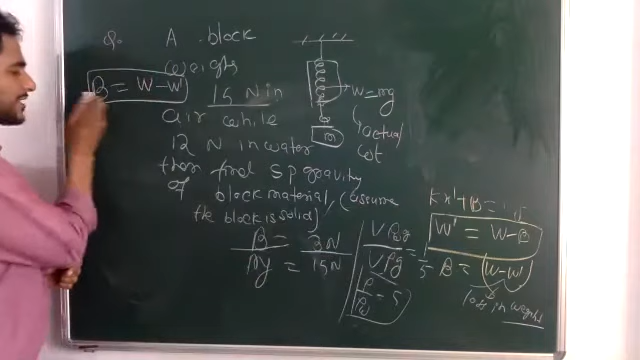 Q.
A block
weighs
B = W-W'
15 N in
air while
12 N in water
then find sp gravity
of block material, (assume
the block is solid)
W = mg
actual
wt
m
kx' + B = 15
W' = W-B
B = W-W'
loss in weight
B = 3N
mg = 15N
Vρwg
Vρg
= 1
5
ρ
ρw
= 5